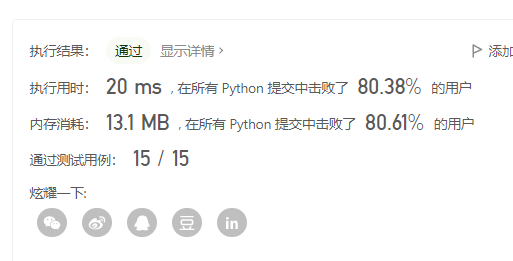 执行结果： 通过 显示详情 > 添加
执行用时： 20 ms , 在所有 Python 提交中击败了 80.38% 的用户
内存消耗： 13.1 MB , 在所有 Python 提交中击败了 80.61% 的用户
通过测试用例： 15 / 15
炫耀一下:
豆 in